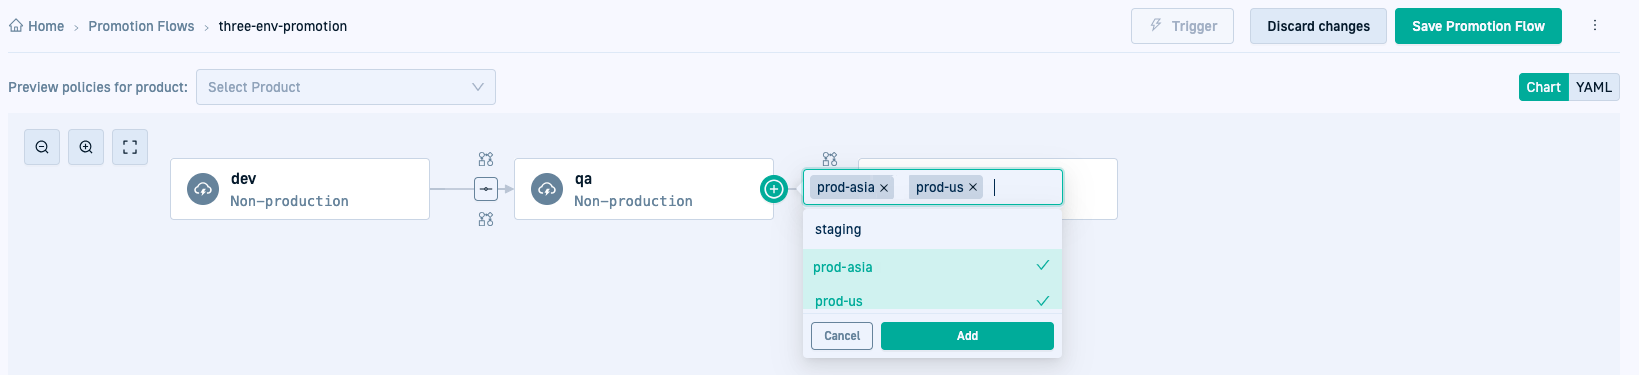 Home > Promotion Flows > three-env-promotion
Trigger
Discard changes
Save Promotion Flow
Preview policies for product:
Select Product
Chart
YAML
dev
Non-production
qa
Non-production
prod-asia ×
prod-us ×
staging
prod-asia
prod-us
Cancel
Add